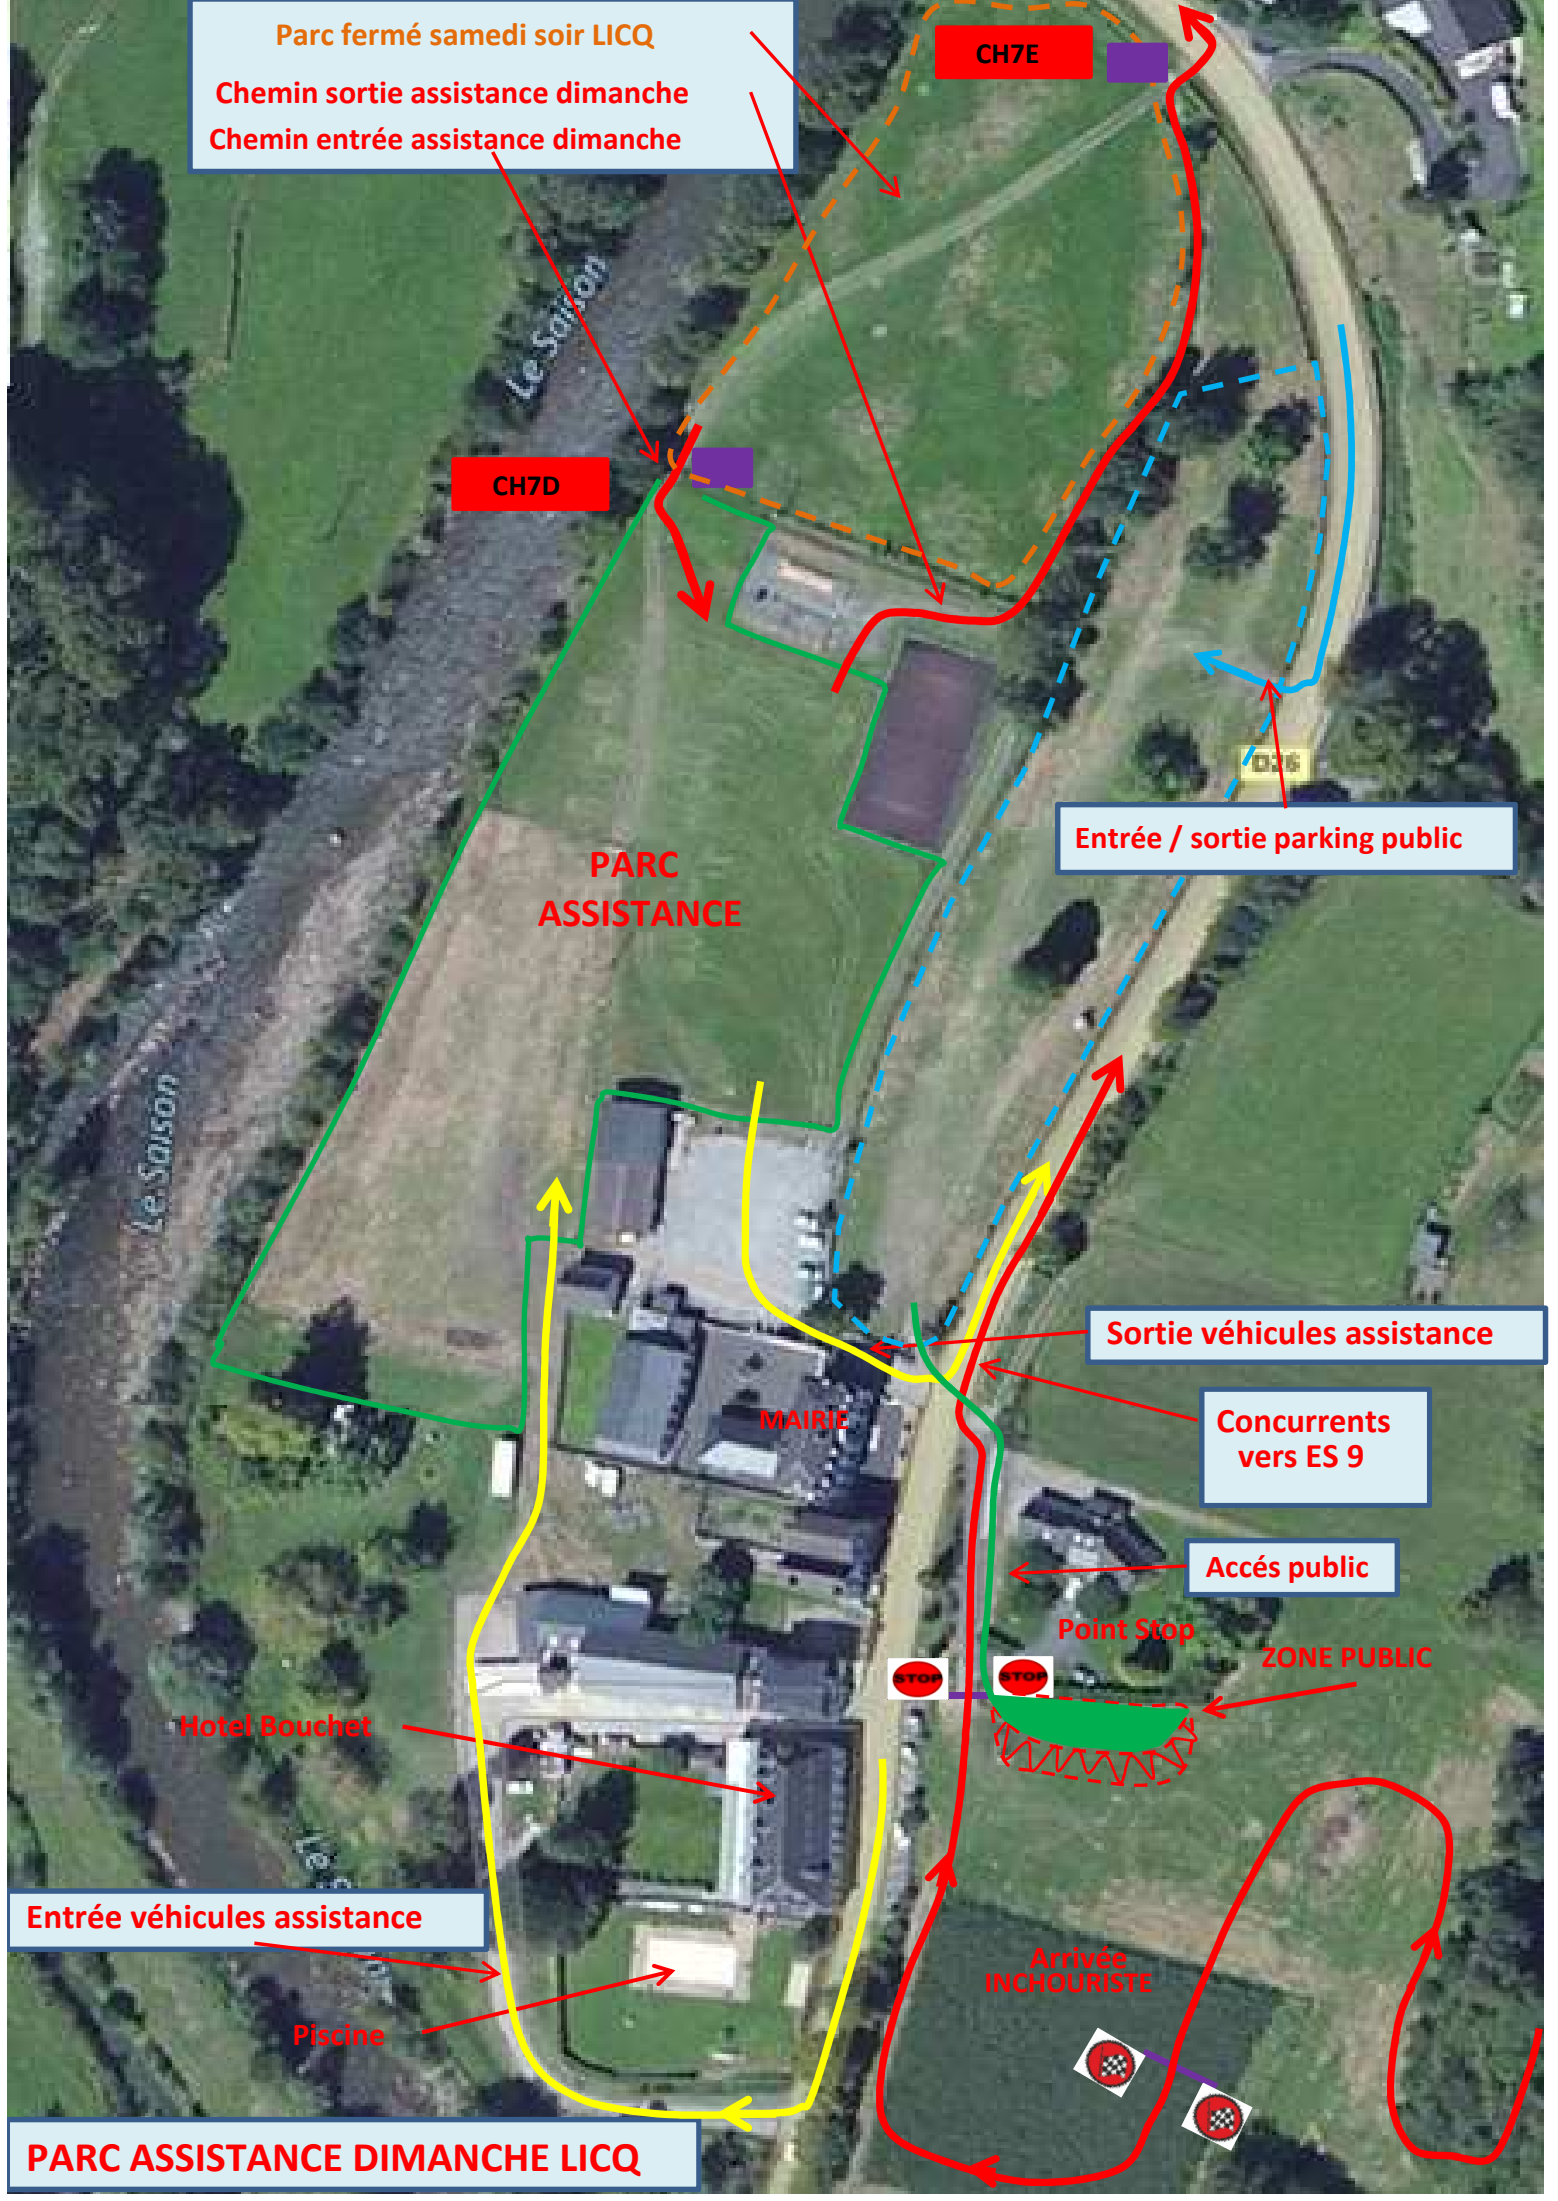 Parc fermé samedi soir LICQ
Chemin sortie assistance dimanche
Chemin entrée assistance dimanche
CH7E
Le Saison
CH7D
D26
Entrée / sortie parking public
PARC
ASSISTANCE
Le Saison
Sortie véhicules assistance
MAIRIE
Concurrents
vers ES 9
Accés public
Point Stop
ZONE PUBLIC
STOP
STOP
Hotel Bouchet
Le
Entrée véhicules assistance
Arrivée
INCHOURISTE
Piscine
PARC ASSISTANCE DIMANCHE LICQ